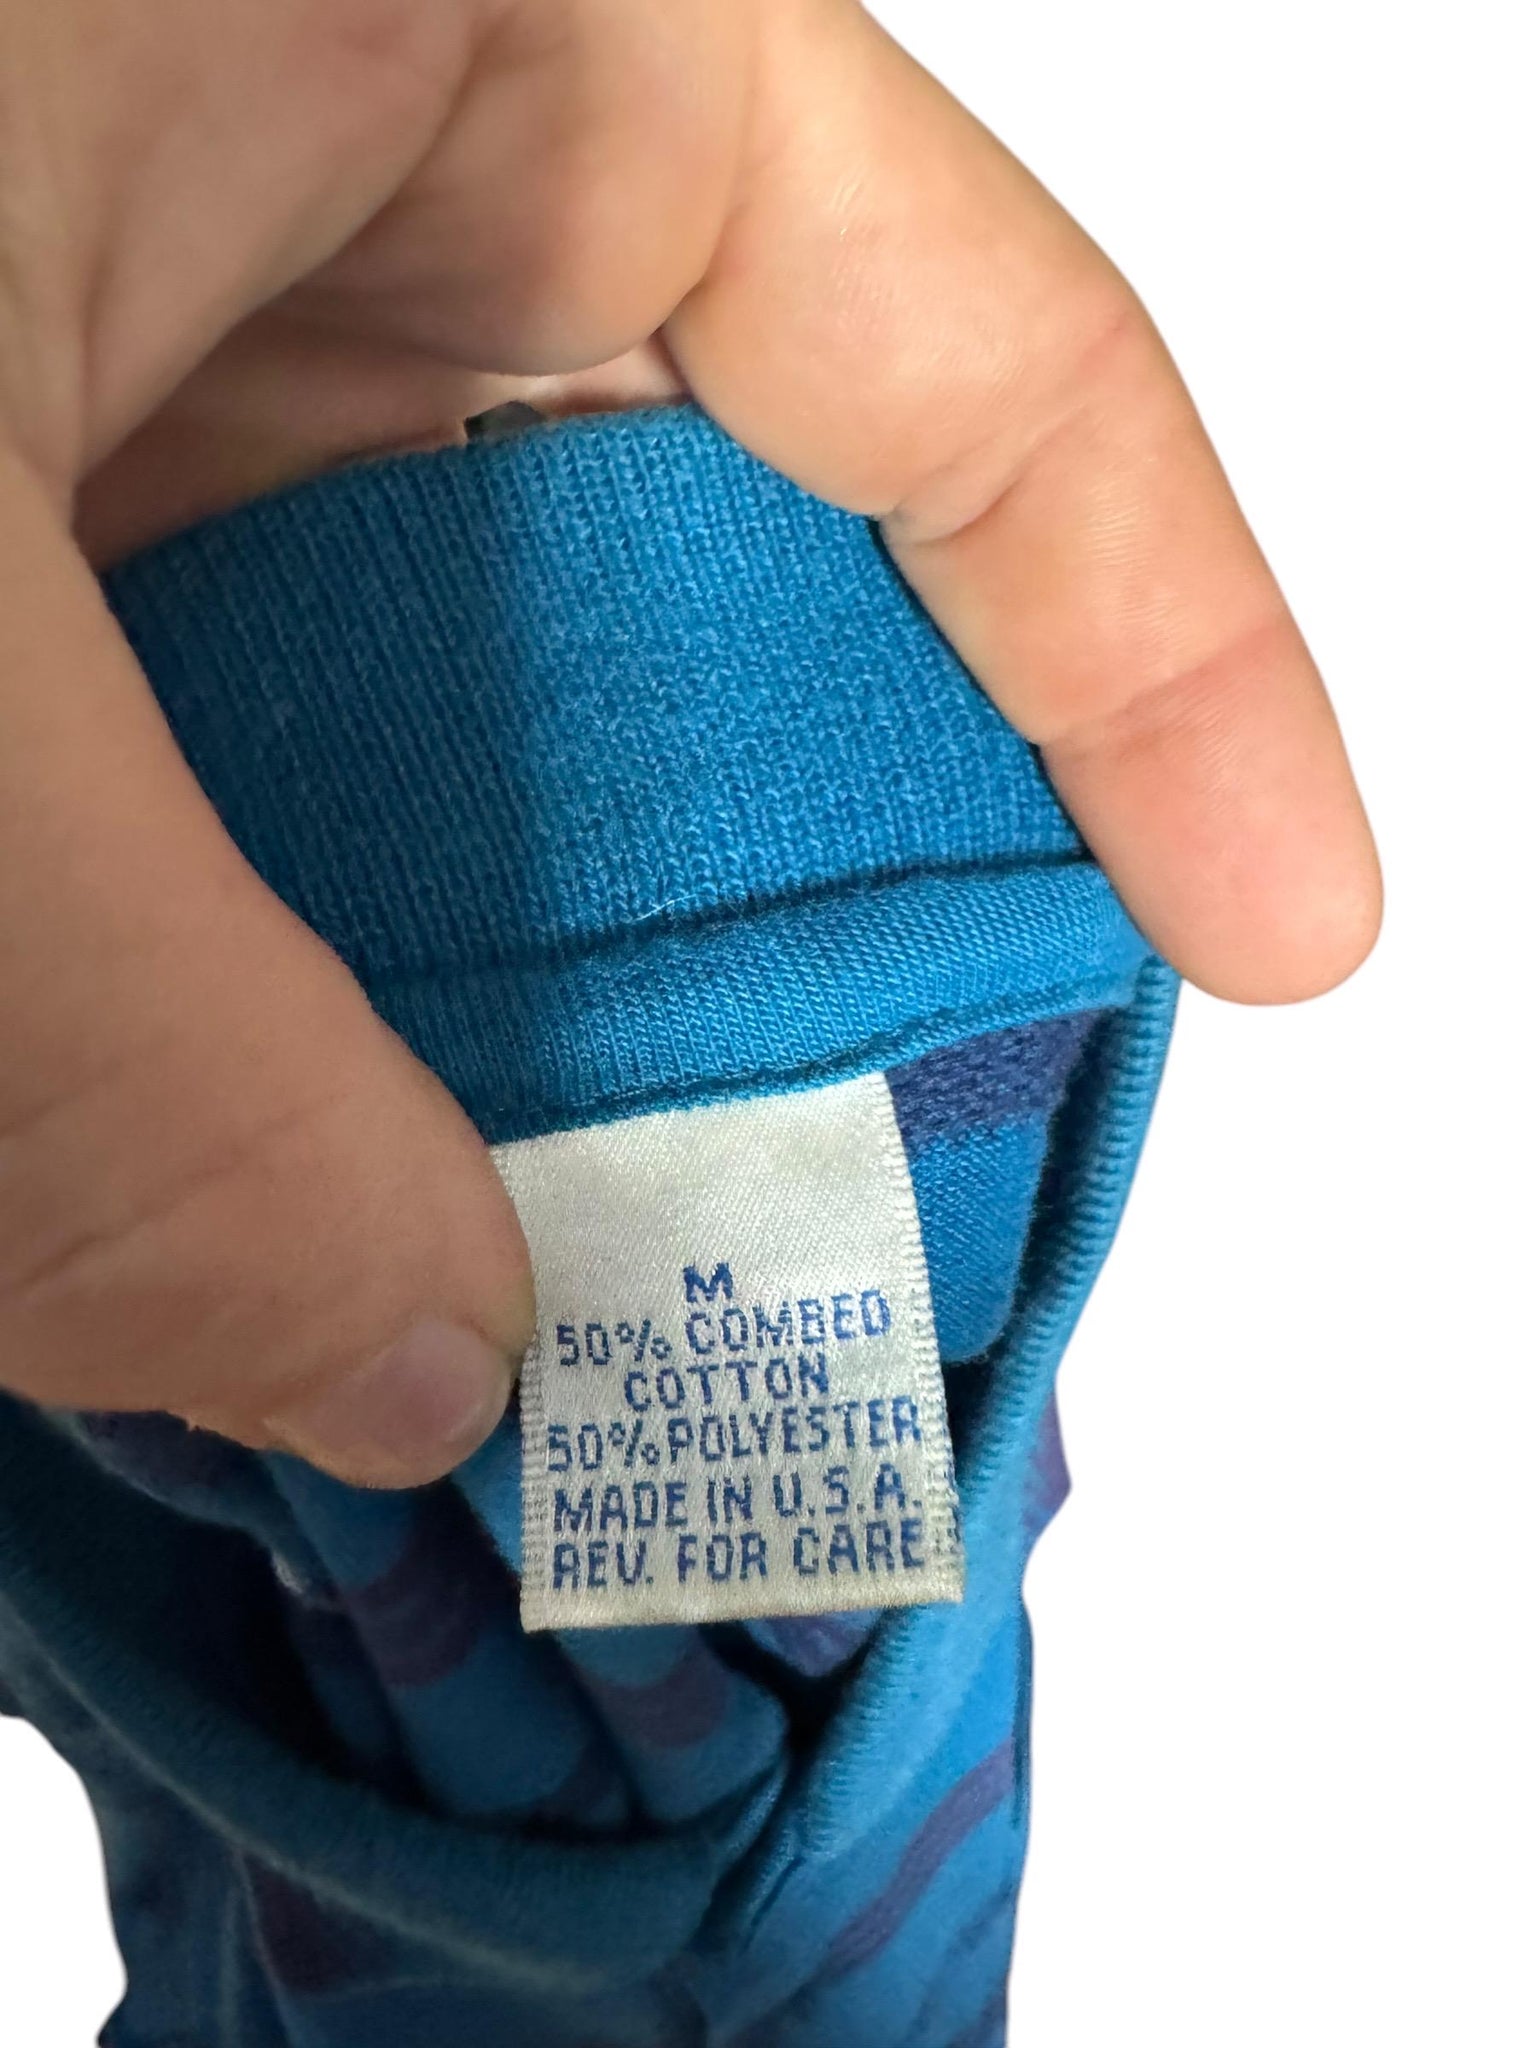 M
50% COMBED
COTTON
50% POLYESTER
MADE IN U.S.A.
REV. FOR CARE